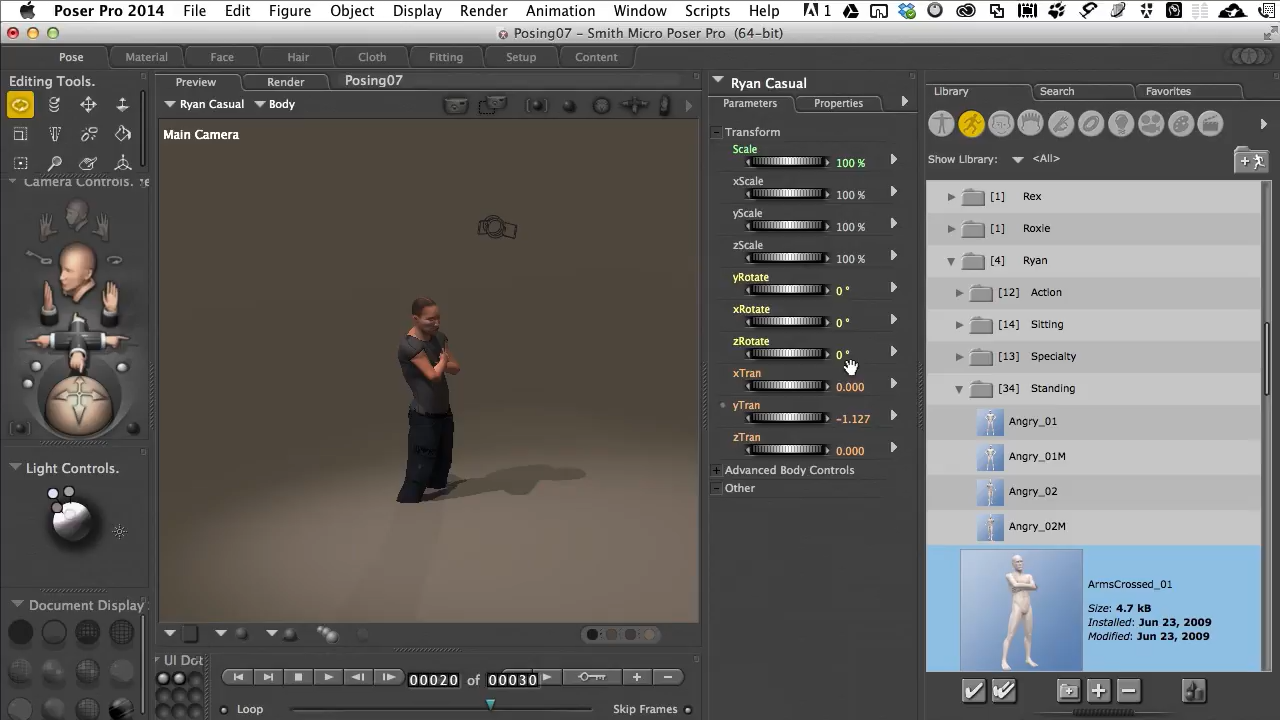 Poser Pro 2014 File Edit Figure Object Display Render Animation Window Scripts Help
Posing07 – Smith Micro Poser Pro (64-bit)
Pose Material Face Hair Cloth Fitting Setup Content
Editing Tools.
Preview Render Posing07
Ryan Casual Body
Main Camera
Camera Controls.
Light Controls.
Document Display
UI Dot
00020 of 00030
Loop Skip Frames
Ryan Casual
Parameters Properties
Transform
Scale
100 %
xScale
100 %
yScale
100 %
zScale
100 %
yRotate
0 °
xRotate
0 °
zRotate
0 °
xTran
0.000
yTran
-1.127
zTran
0.000
Advanced Body Controls
Other
Library Search Favorites
Show Library: <All>
[1] Rex
[1] Roxie
[4] Ryan
[12] Action
[14] Sitting
[13] Specialty
[34] Standing
Angry_01
Angry_01M
Angry_02
Angry_02M
ArmsCrossed_01
Size: 4.7 kB
Installed: Jun 23, 2009
Modified: Jun 23, 2009